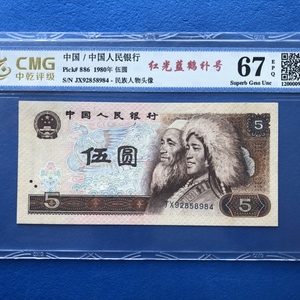 CMG
中乾评级
中国 / 中国人民银行
Pick# 886 1980年 伍圆
S/N JX92858984 - 民族人物头像
红光蓝鹤补号
67
EPQ
Superb Gem Unc
中国人民银行
5
伍圆
5
5
JX92858984